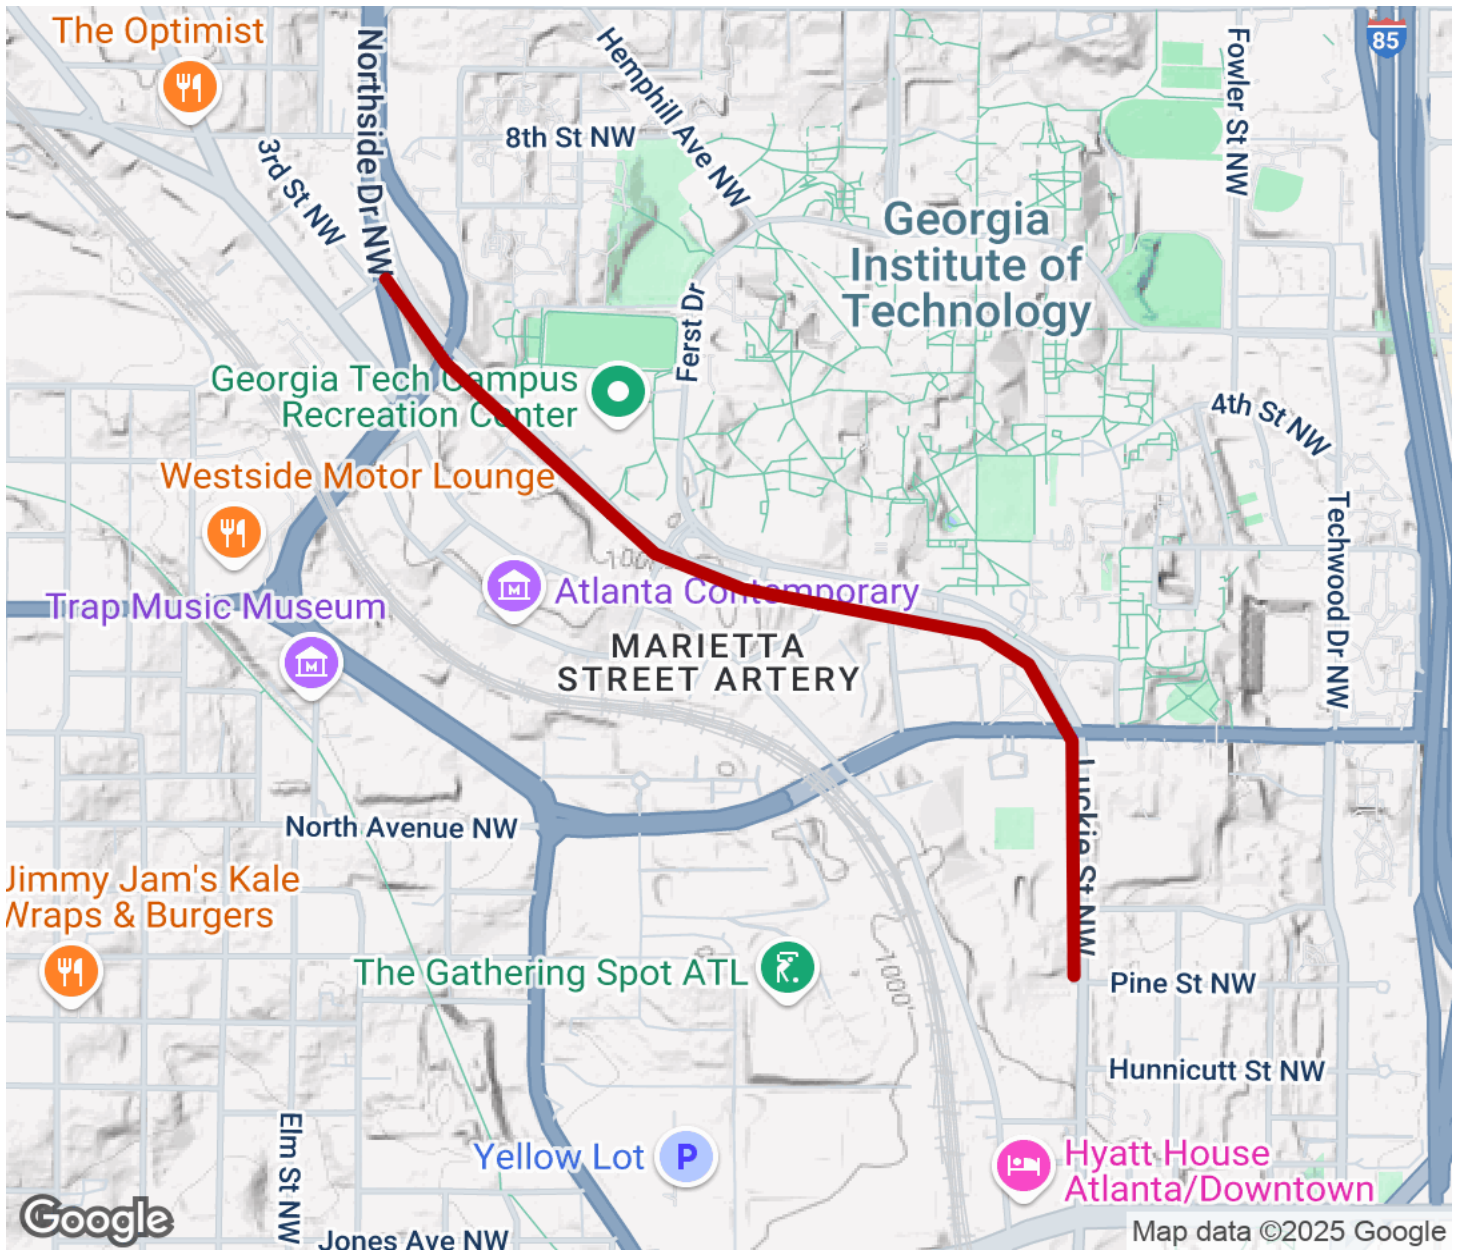 The Optimist
Northside Dr NW
Hemphill Ave NW
Fowler St NW
85
3rd St NW
8th St NW
Georgia
Institute of
Technology
Ferst Dr
Georgia Tech Campus
Recreation Center
4th St NW
Westside Motor Lounge
Techwood Dr NW
100
Atlanta Contemporary
Trap Music Museum
MARIETTA
STREET ARTERY
Luckie St NW
North Avenue NW
Jimmy Jam's Kale
Wraps & Burgers
The Gathering Spot ATL
1000'
Pine St NW
Hunnicutt St NW
Elm St NW
Yellow Lot
P
Hyatt House
Atlanta/Downtown
Google
Jones Ave NW
Map data ©2025 Google